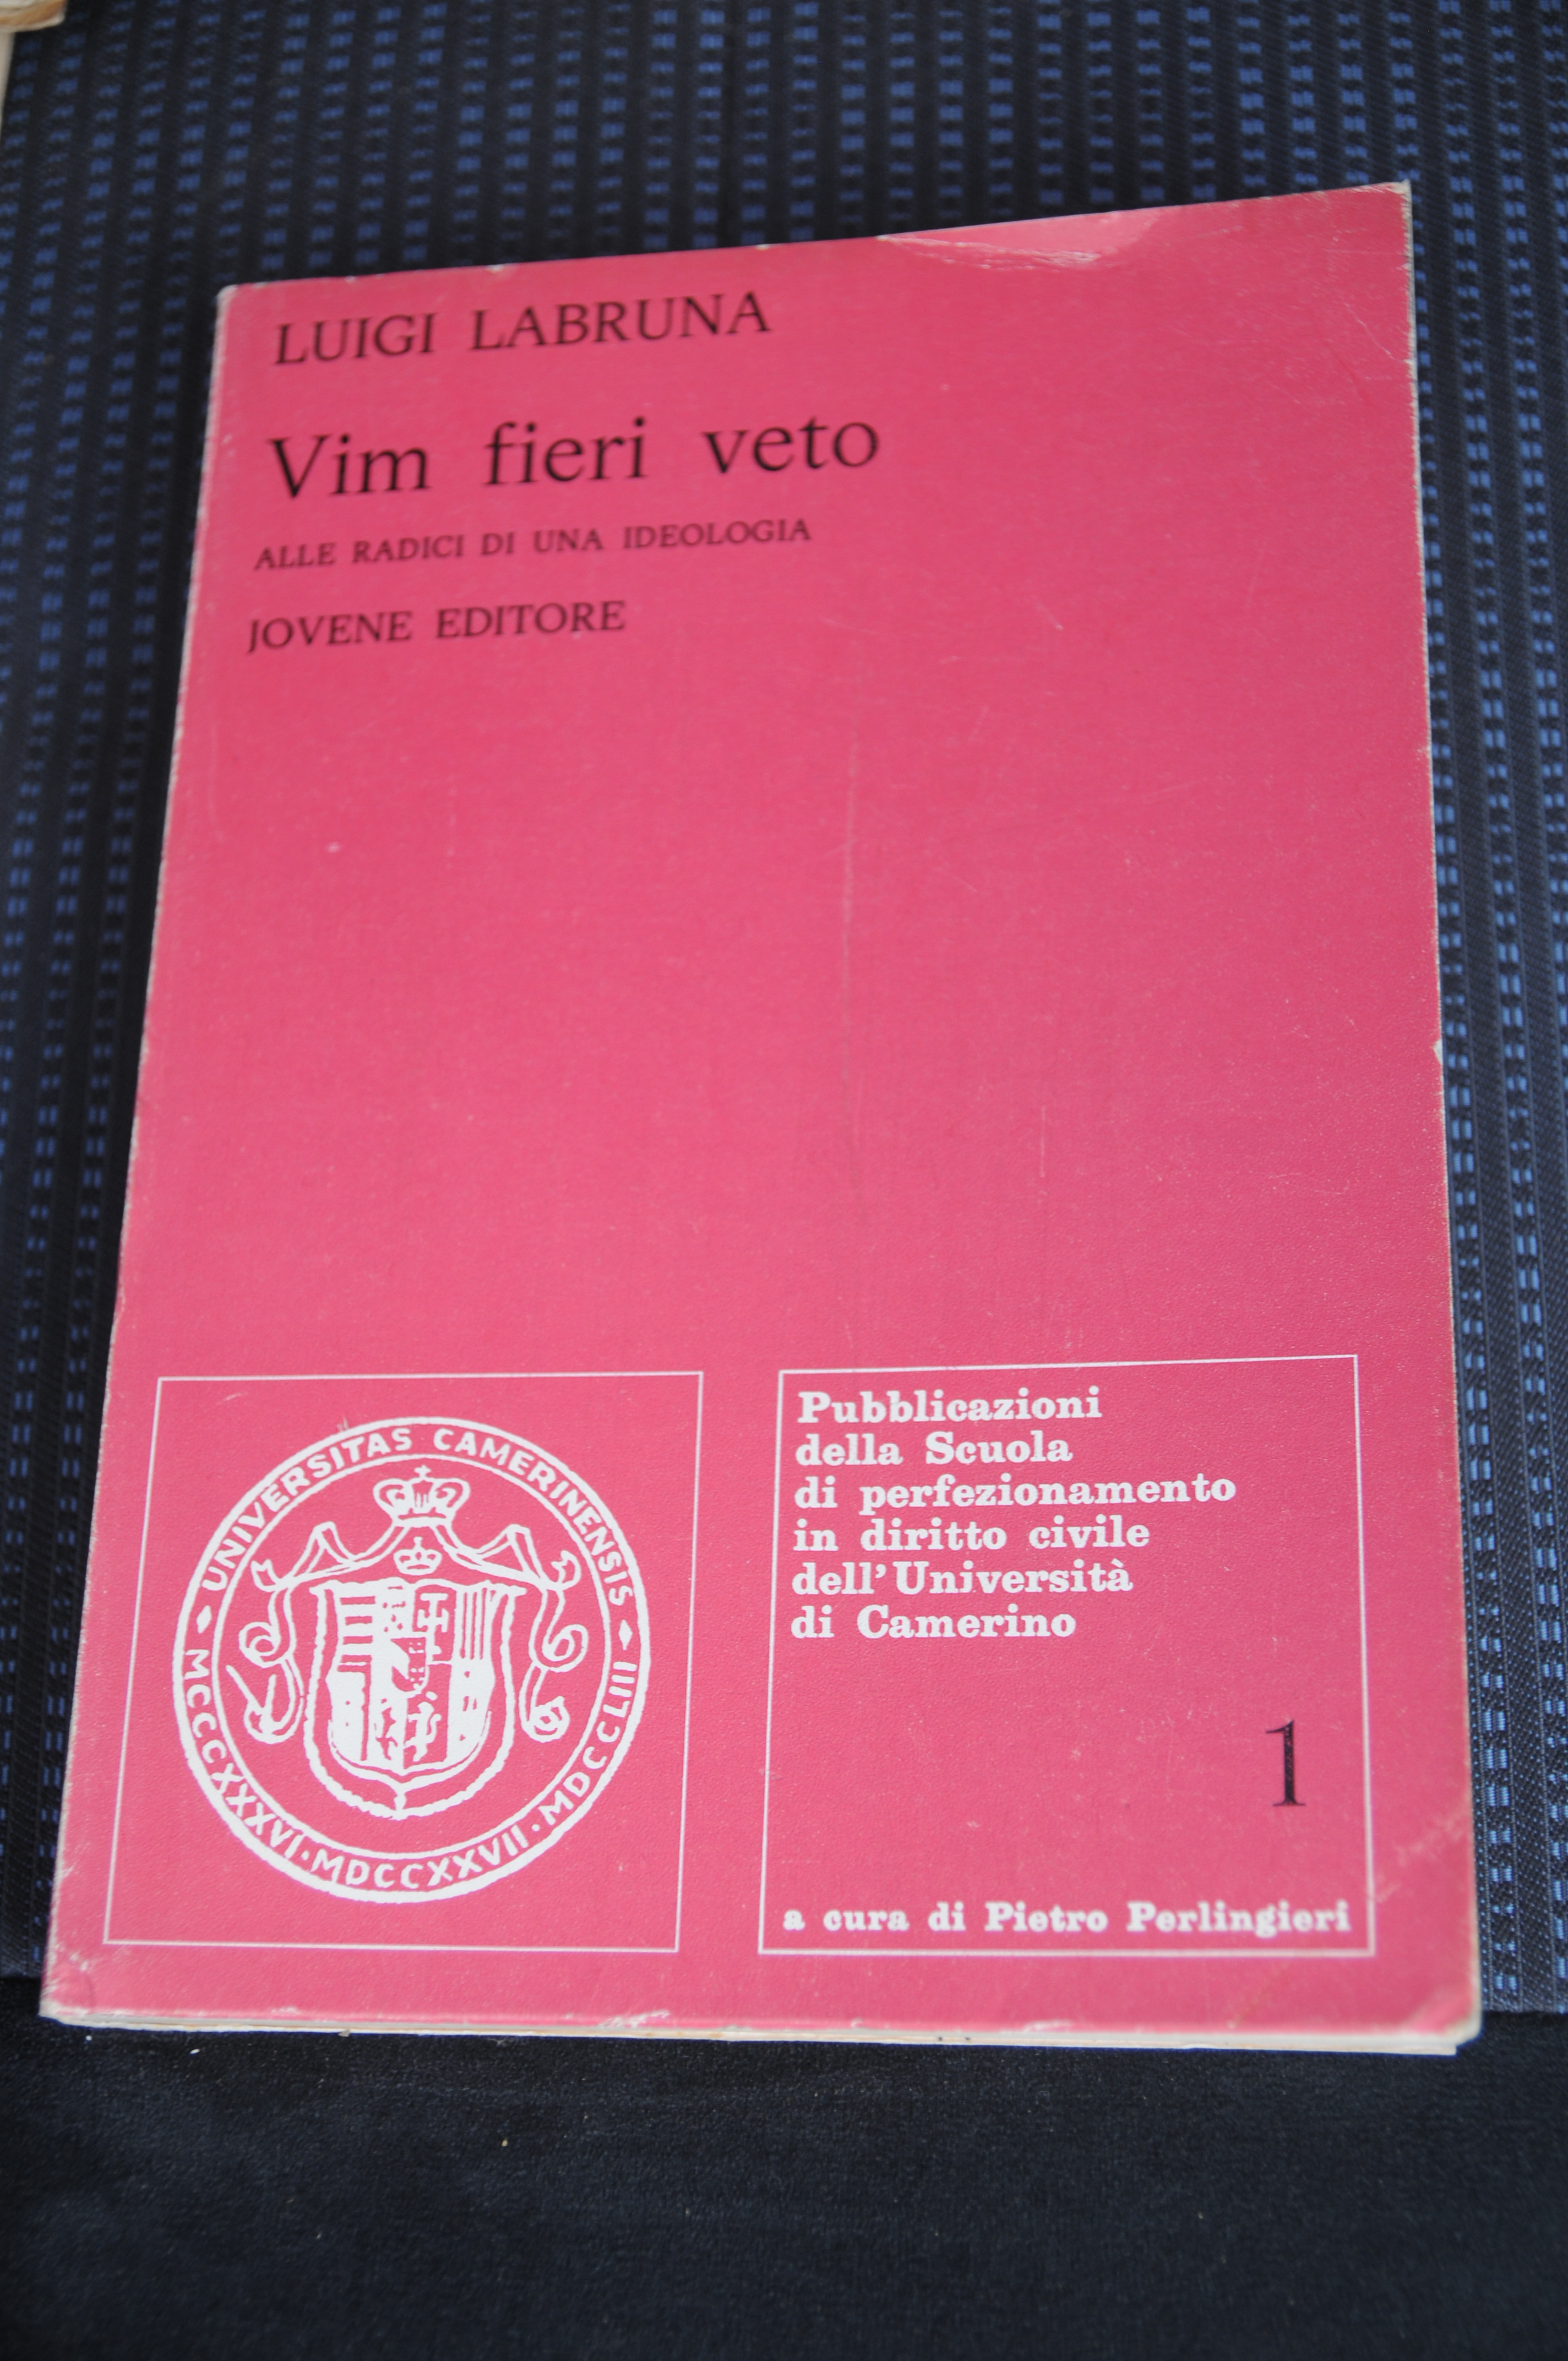 LUIGI LABRUNA
Vim fieri veto
ALLE RADICI DI UNA IDEOLOGIA
JOVENE EDITORE
UNIVERSITAS CAMERINENSIS
MCCCXXXVI · MDCCXXVII · MDCCLIII
Pubblicazioni
della Scuola
di perfezionamento
in diritto civile
dell'Università
di Camerino
1
a cura di Pietro Perlingieri